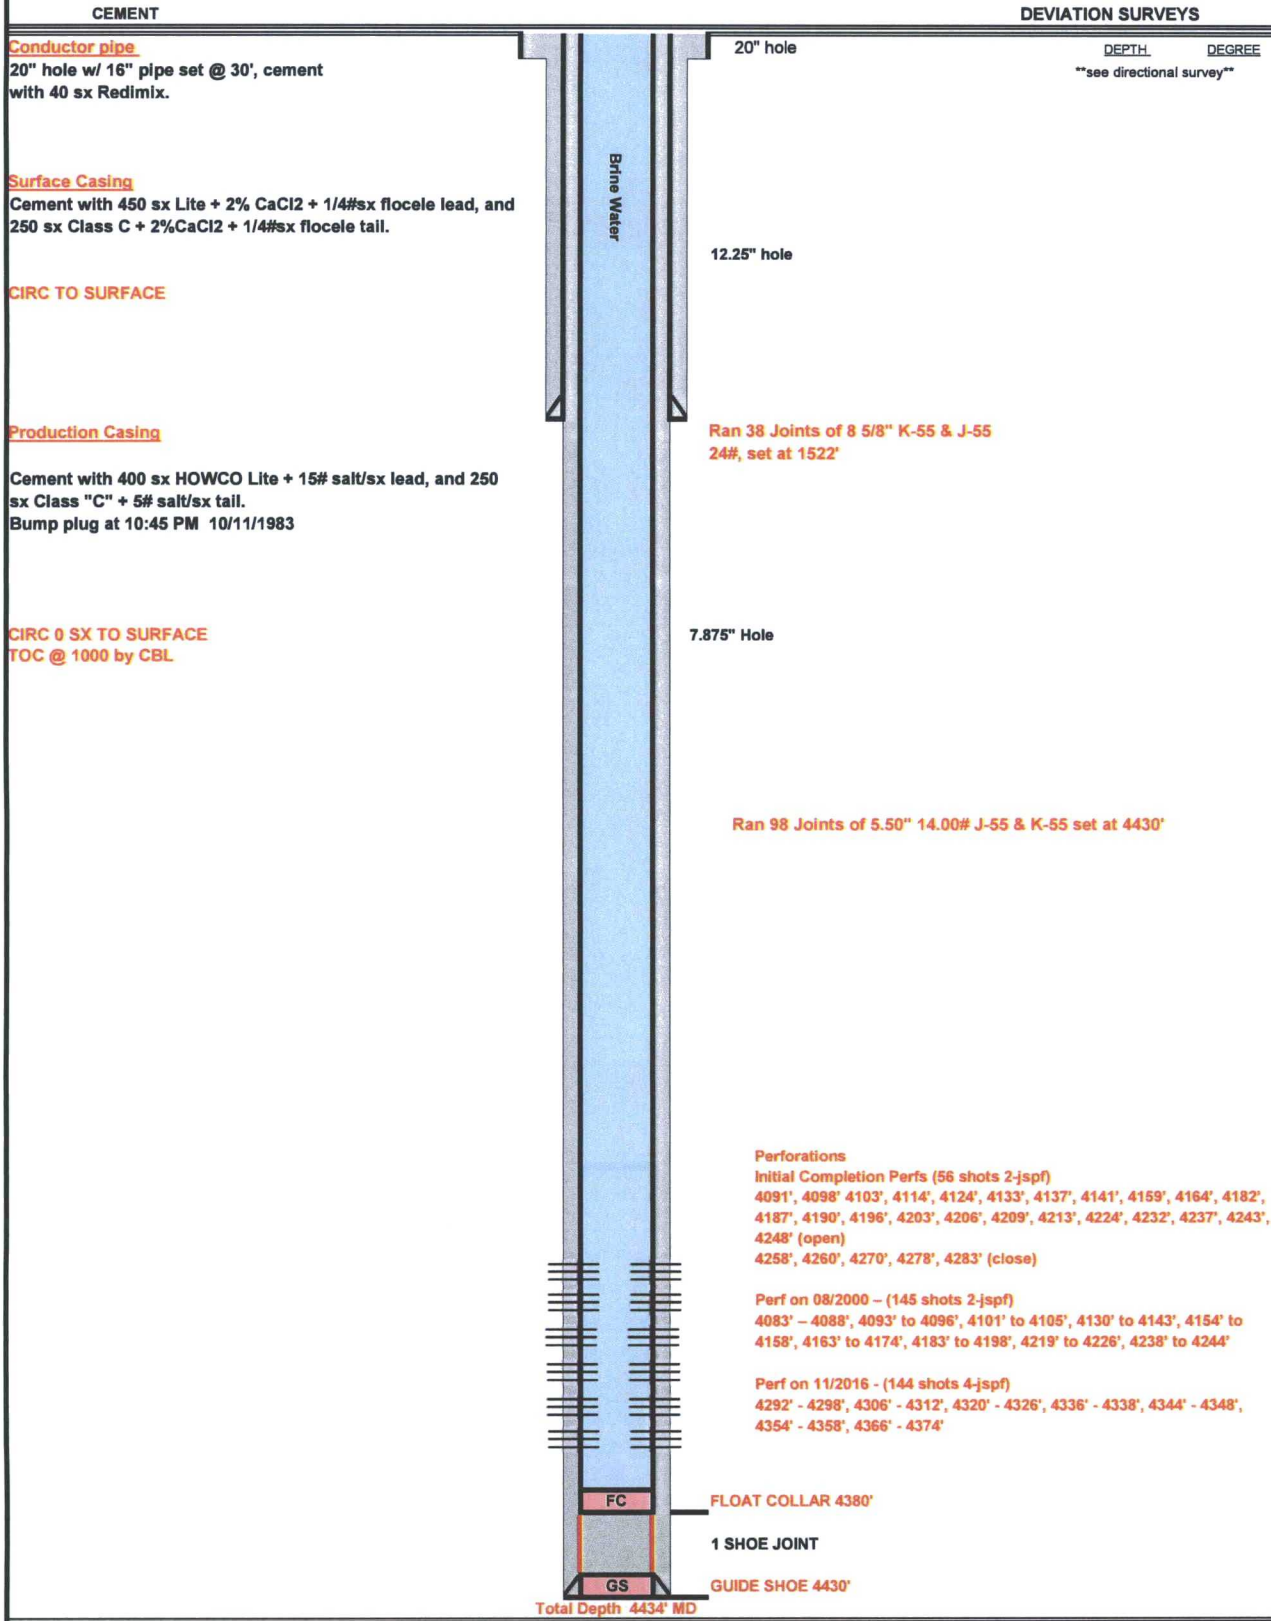 CEMENT
DEVIATION SURVEYS
Conductor pipe
20" hole w/ 16" pipe set @ 30', cement
with 40 sx Redimix.
20" hole
DEPTH DEGREE
**see directional survey**
Surface Casing
Cement with 450 sx Lite + 2% CaCl2 + 1/4#sx flocele lead, and
250 sx Class C + 2%CaCl2 + 1/4#sx flocele tail.
Brine Water
12.25" hole
CIRC TO SURFACE
Production Casing
Ran 38 Joints of 8 5/8" K-55 & J-55
24#, set at 1522'
Cement with 400 sx HOWCO Lite + 15# salt/sx lead, and 250
sx Class "C" + 5# salt/sx tail.
Bump plug at 10:45 PM 10/11/1983
CIRC 0 SX TO SURFACE
TOC @ 1000 by CBL
7.875" Hole
Ran 98 Joints of 5.50" 14.00# J-55 & K-55 set at 4430'
Perforations
Initial Completion Perfs (56 shots 2-jspf)
4091', 4098' 4103', 4114', 4124', 4133', 4137', 4141', 4159', 4164', 4182',
4187', 4190', 4196', 4203', 4206', 4209', 4213', 4224', 4232', 4237', 4243',
4248' (open)
4258', 4260', 4270', 4278', 4283' (close)
Perf on 08/2000 – (145 shots 2-jspf)
4083' – 4088', 4093' to 4096', 4101' to 4105', 4130' to 4143', 4154' to
4158', 4163' to 4174', 4183' to 4198', 4219' to 4226', 4238' to 4244'
Perf on 11/2016 - (144 shots 4-jspf)
4292' - 4298', 4306' - 4312', 4320' - 4326', 4336' - 4338', 4344' - 4348',
4354' - 4358', 4366' - 4374'
FC
FLOAT COLLAR 4380'
1 SHOE JOINT
GS
GUIDE SHOE 4430'
Total Depth 4434' MD